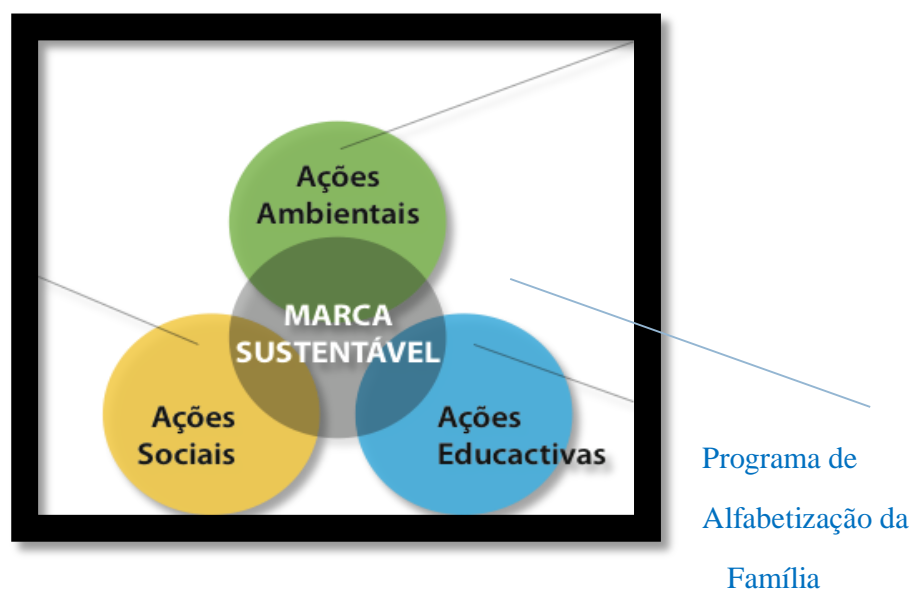 Ações
Ambientais
MARCA
SUSTENTÁVEL
Ações
Sociais
Ações
Educactivas
Programa de
Alfabetização da
Família